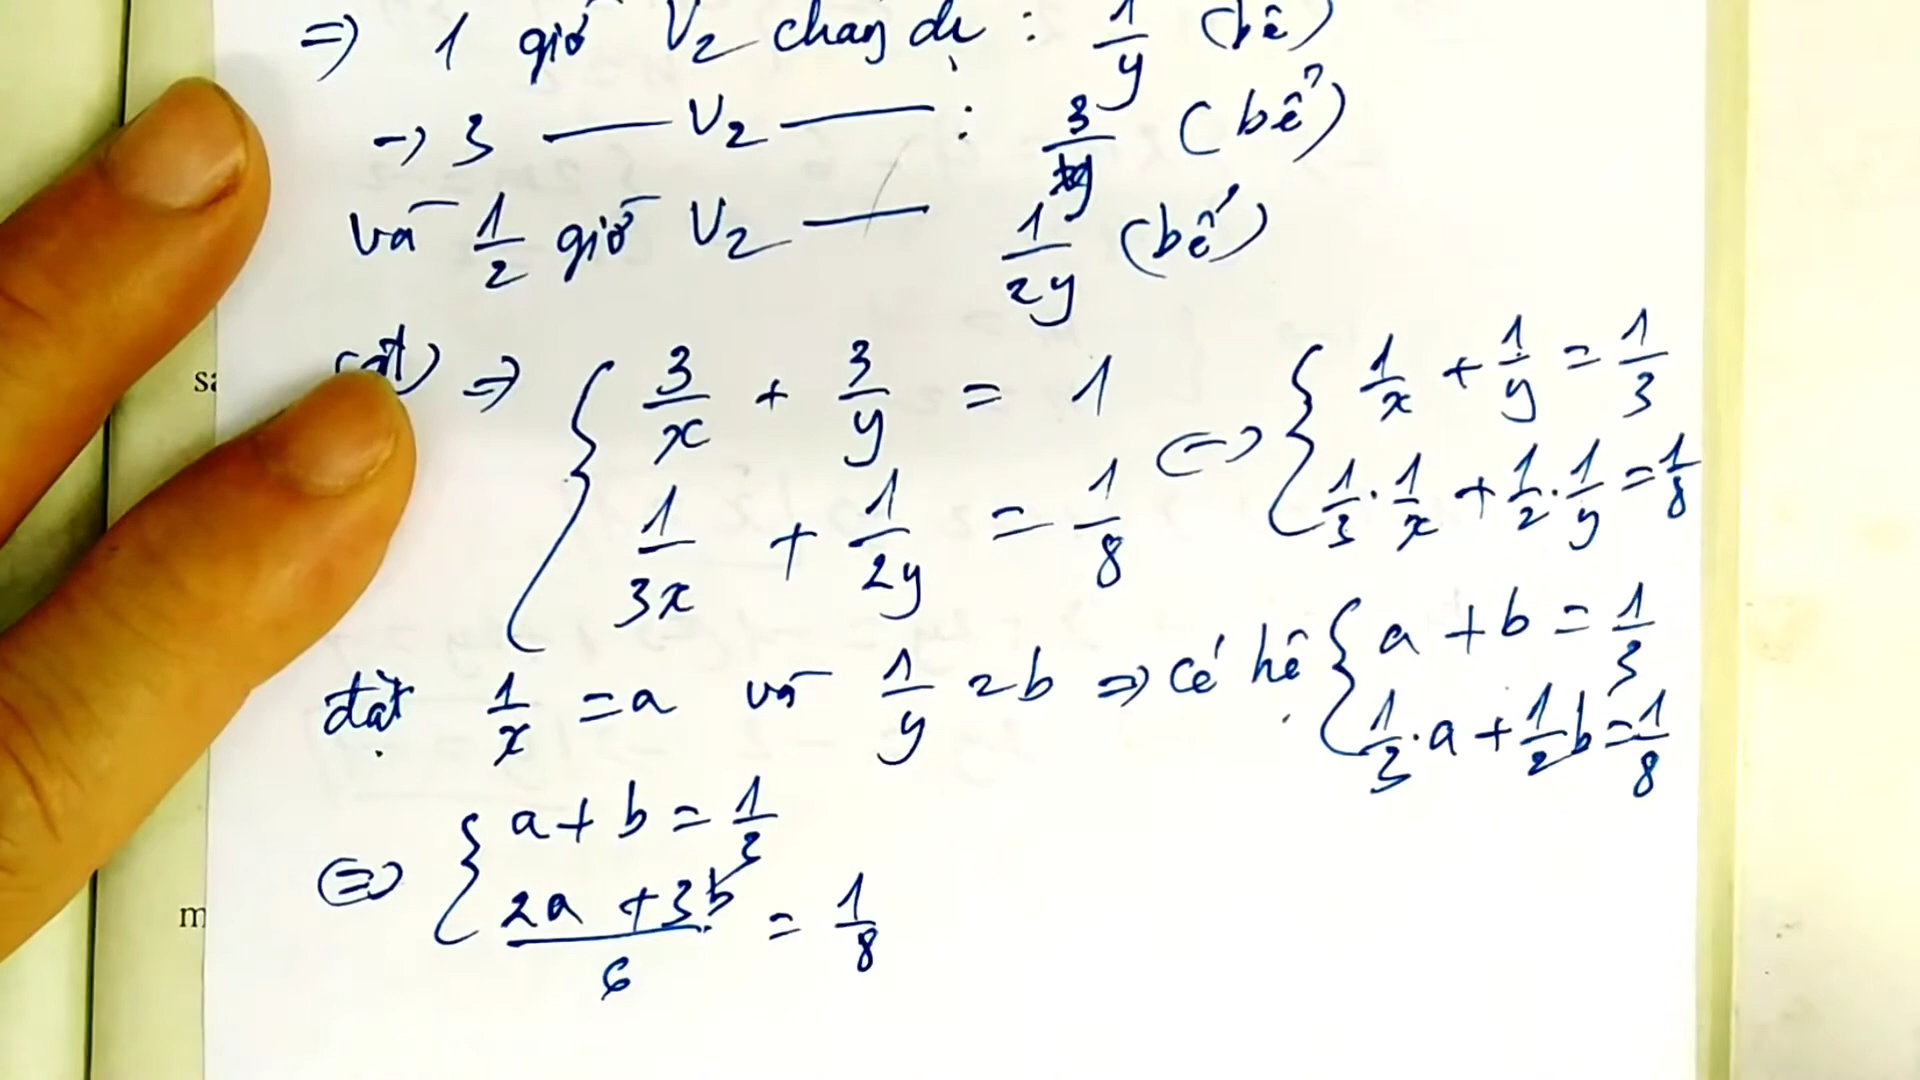 => 1 giờ V2 chảy dc : 1/y (bể)
-> 3 — V2 — : 3/y (bể)
và 1/2 giờ V2 — 1/2y (bể)
=> { 3/x + 3/y = 1 <=> { 1/x + 1/y = 1/3
1/3x + 1/2y = 1/8 1/3 . 1/x + 1/2 . 1/y = 1/8
đặt 1/x = a và 1/y = b => có hệ { a + b = 1/3
1/3 . a + 1/2 b = 1/8
<=> { a + b = 1/3
2a + 3b / 6 = 1/8
sa
m